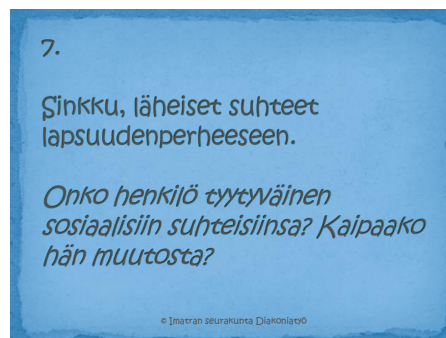 7.
Sinkku, läheiset suhteet
lapsuudenperheeseen.
Onko henkilö tyytyväinen
sosiaalisiin suhteisiinsa? Kaipaako
hän muutosta?
© Imatran seurakunta Diakoniatyö